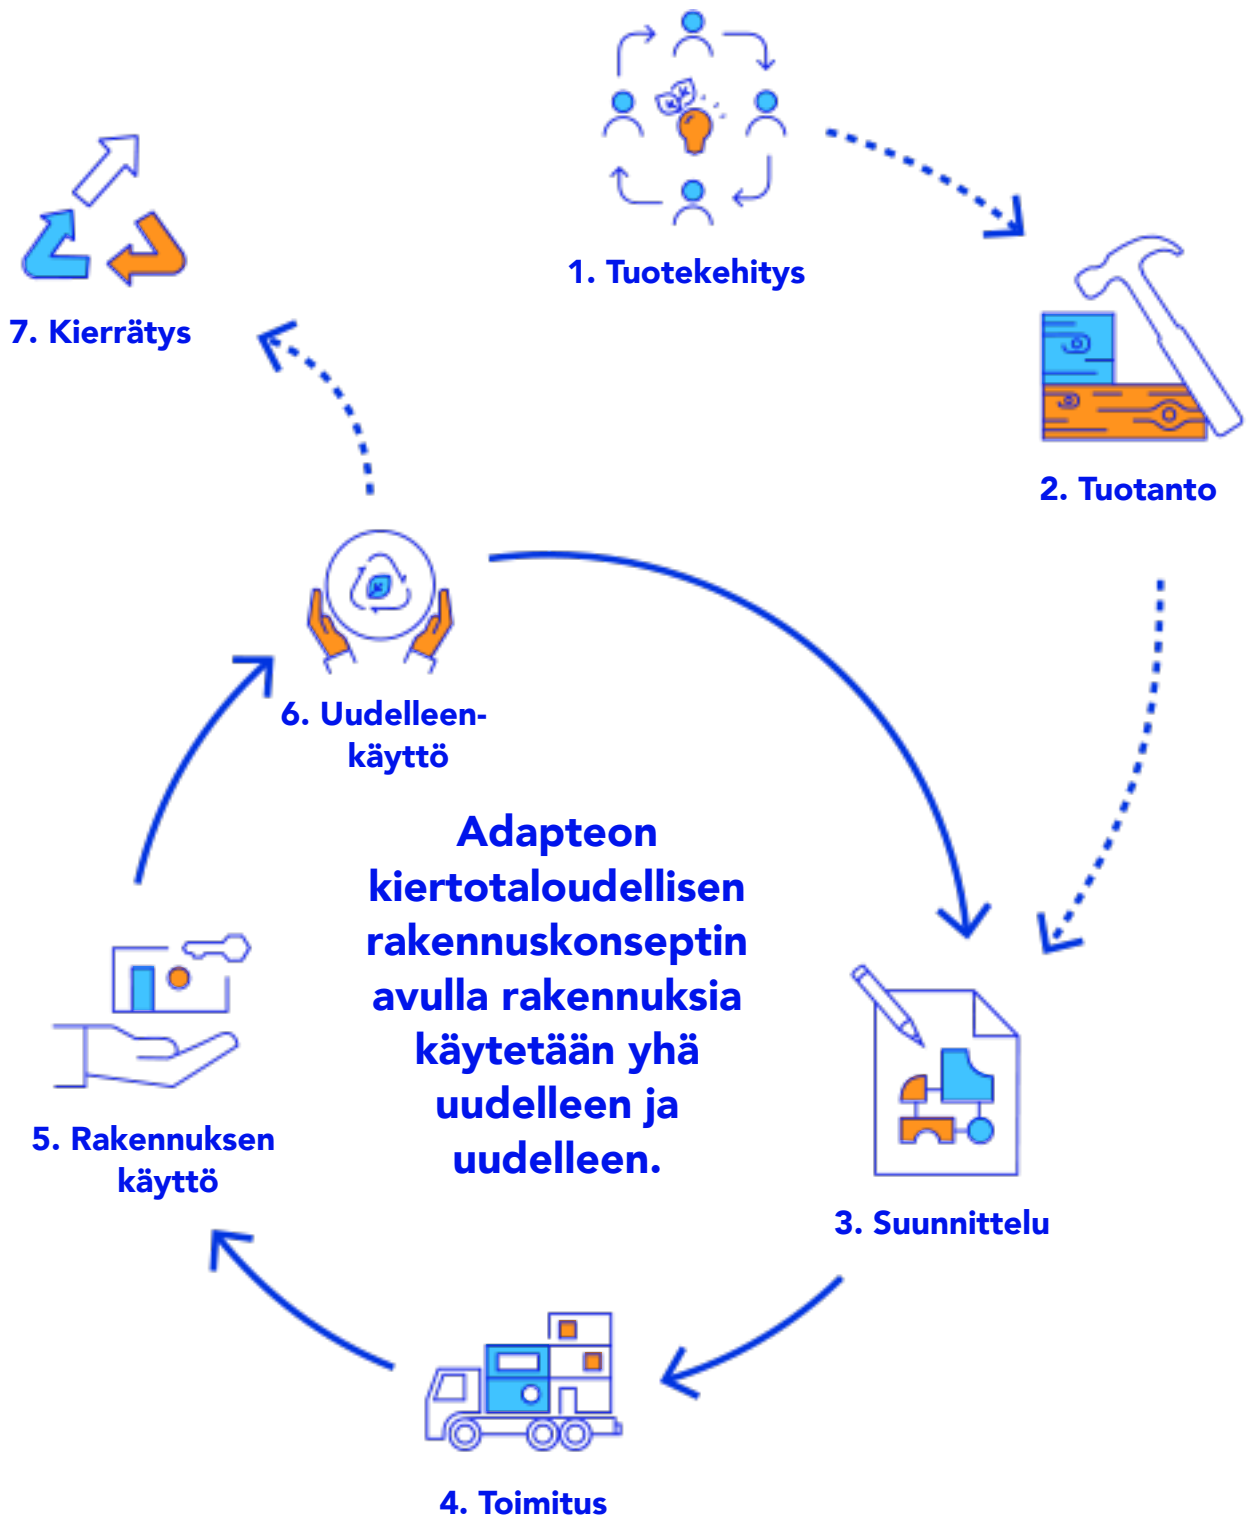 1. Tuotekehitys
2. Tuotanto
3. Suunnittelu
4. Toimitus
5. Rakennuksen
käyttö
6. Uudelleen-
käyttö
7. Kierrätys
Adapteon
kiertotaloudellisen
rakennuskonseptin
avulla rakennuksia
käytetään yhä
uudelleen ja
uudelleen.